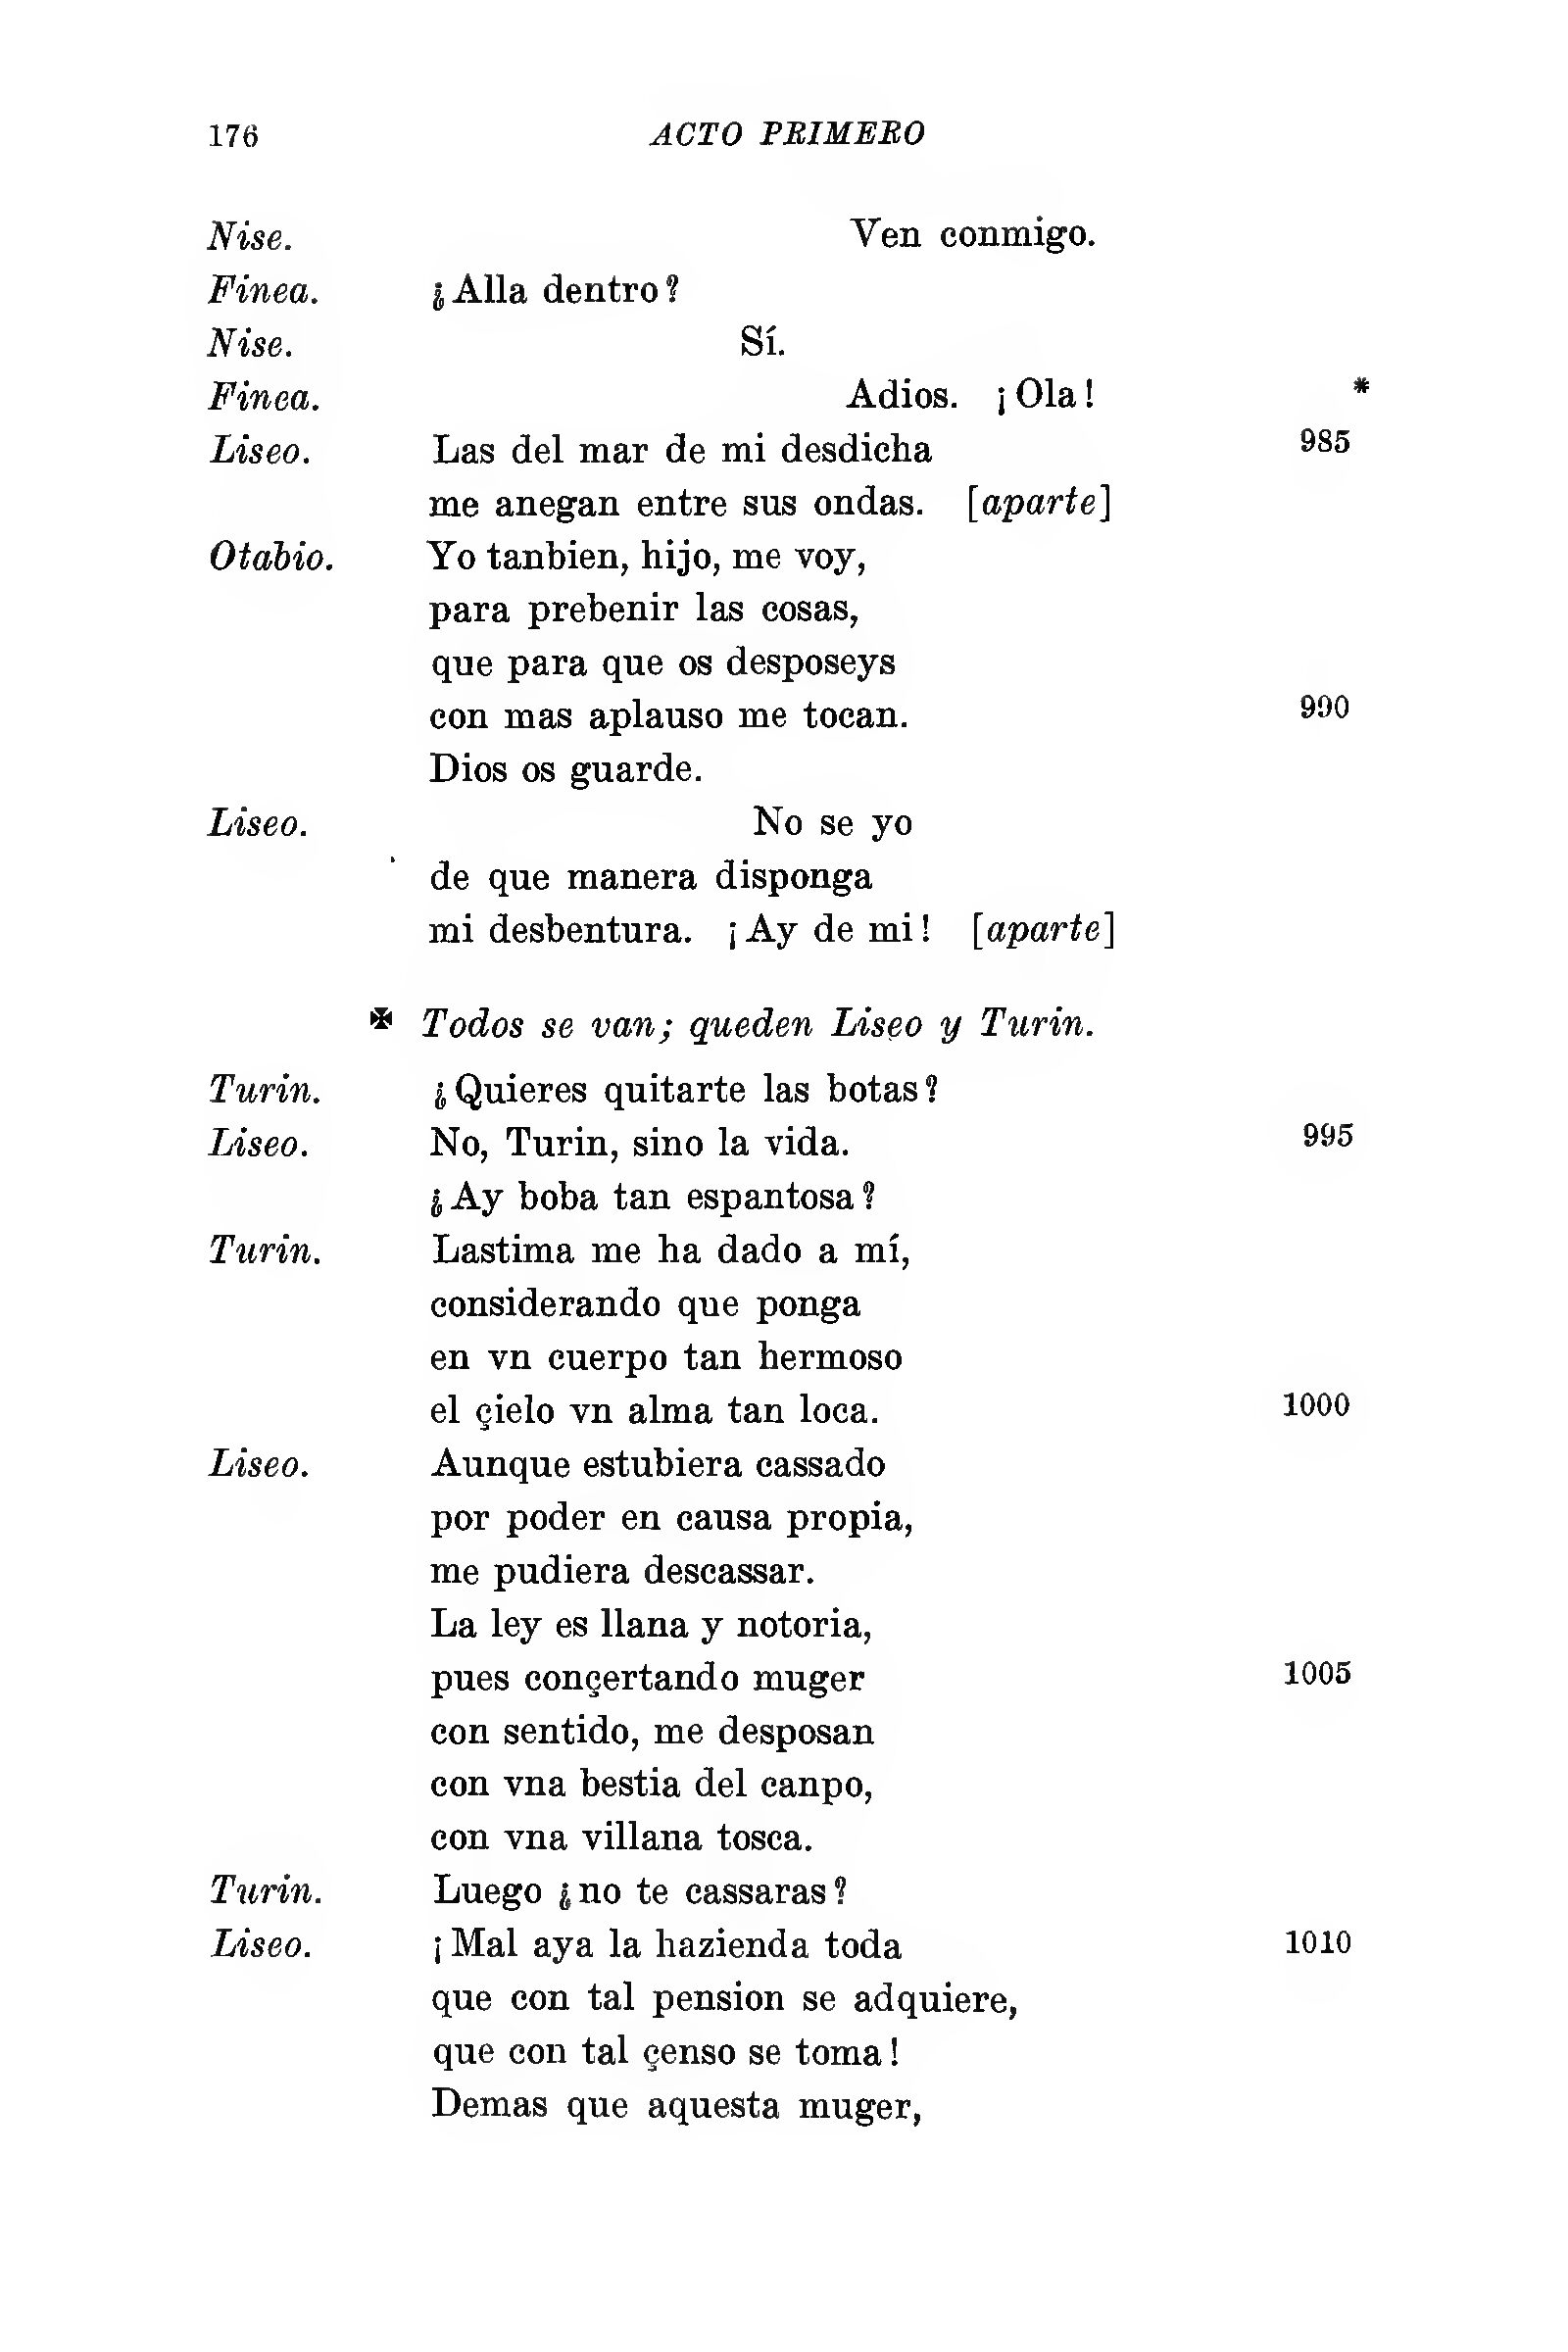 176 ACTO PRIMERO
Nise. Ven conmigo.
Finea. ¿Alla dentro?
Nise. Sí.
Finea. Adios. ¡Ola! *
Liseo. Las del mar de mi desdicha 985
me anegan entre sus ondas. [aparte]
Otabio. Yo tanbien, hijo, me voy,
para prebenir las cosas,
que para que os desposeys
con mas aplauso me tocan. 990
Dios os guarde.
Liseo. No se yo
de que manera disponga
mi desbentura. ¡Ay de mi! [aparte]
✠ Todos se van; queden Liseo y Turin.
Turin. ¿Quieres quitarte las botas?
Liseo. No, Turin, sino la vida. 995
¿Ay boba tan espantosa?
Turin. Lastima me ha dado a mí,
considerando que ponga
en vn cuerpo tan hermoso
el çielo vn alma tan loca. 1000
Liseo. Aunque estubiera cassado
por poder en causa propia,
me pudiera descassar.
La ley es llana y notoria,
pues conçertando muger 1005
con sentido, me desposan
con vna bestia del canpo,
con vna villana tosca.
Turin. Luego ¿no te cassaras?
Liseo. ¡Mal aya la hazienda toda 1010
que con tal pension se adquiere,
que con tal çenso se toma!
Demas que aquesta muger,